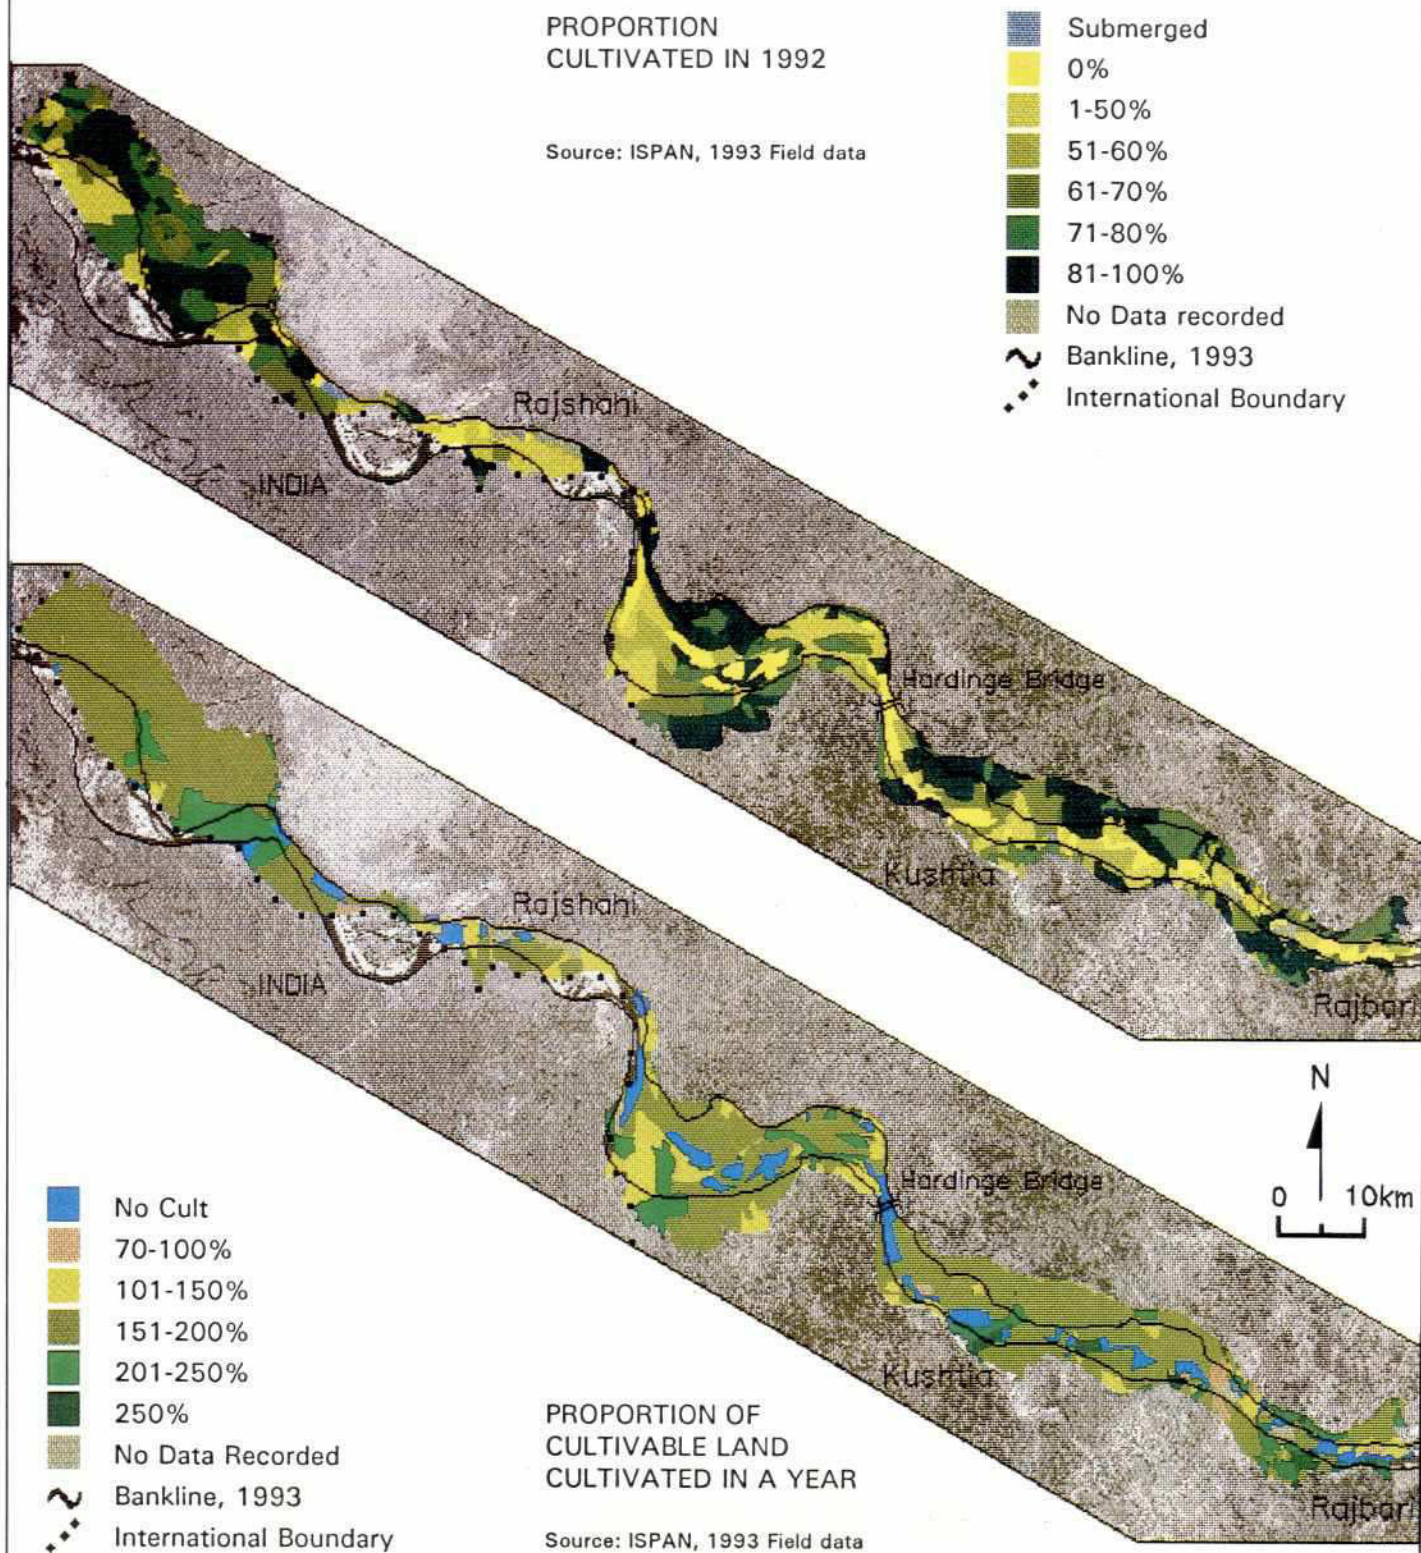 PROPORTION
CULTIVATED IN 1992
Source: ISPAN, 1993 Field data
Submerged
0%
1-50%
51-60%
61-70%
71-80%
81-100%
No Data recorded
Bankline, 1993
International Boundary
Rajshahi
INDIA
Hardinge Bridge
Kushtia
Rajbari
Rajshahi
INDIA
Hardinge Bridge
Kushtia
Rajbari
N
0 10km
No Cult
70-100%
101-150%
151-200%
201-250%
250%
No Data Recorded
Bankline, 1993
International Boundary
PROPORTION OF
CULTIVABLE LAND
CULTIVATED IN A YEAR
Source: ISPAN, 1993 Field data